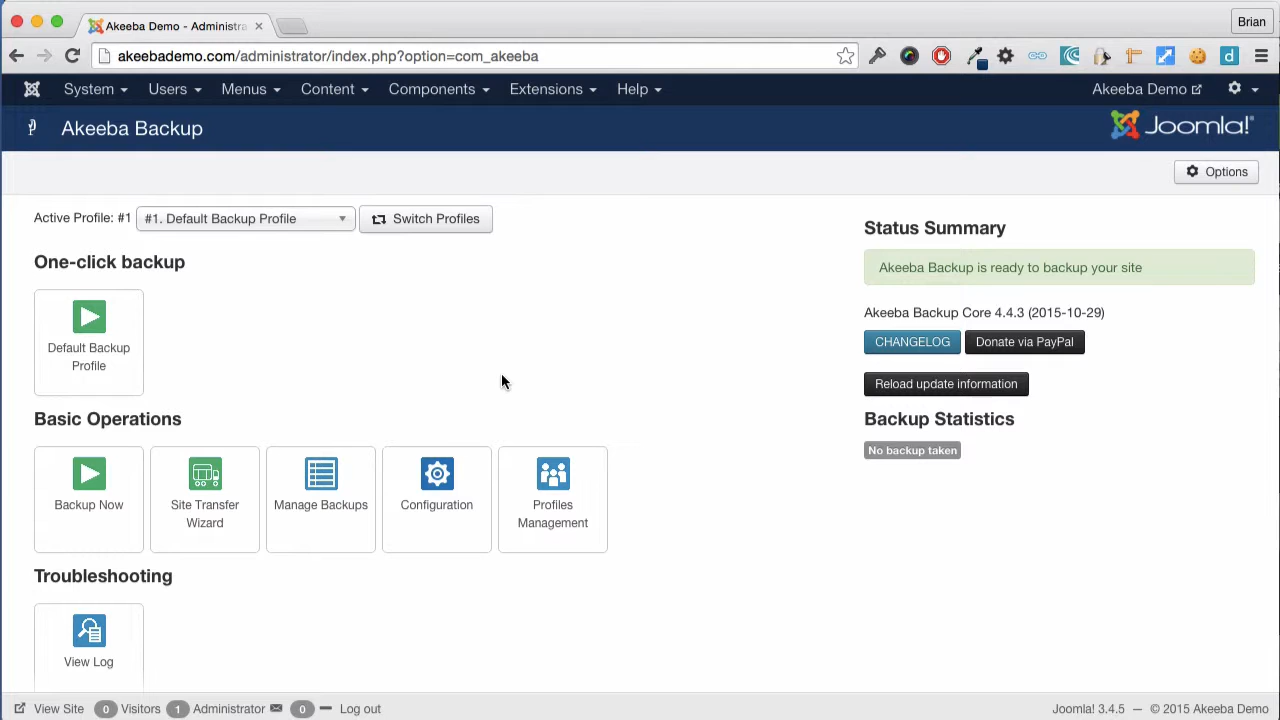 Akeeba Demo - Administra
Brian
akeebademo.com/administrator/index.php?option=com_akeeba
System Users Menus Content Components Extensions Help Akeeba Demo
Akeeba Backup
Joomla!®
Options
Active Profile: #1 #1. Default Backup Profile Switch Profiles
One-click backup
Default Backup
Profile
Basic Operations
Backup Now
Site Transfer
Wizard
Manage Backups
Configuration
Profiles
Management
Troubleshooting
View Log
Status Summary
Akeeba Backup is ready to backup your site
Akeeba Backup Core 4.4.3 (2015-10-29)
CHANGELOG Donate via PayPal
Reload update information
Backup Statistics
No backup taken
View Site 0 Visitors 1 Administrator 0 Log out Joomla! 3.4.5 — © 2015 Akeeba Demo